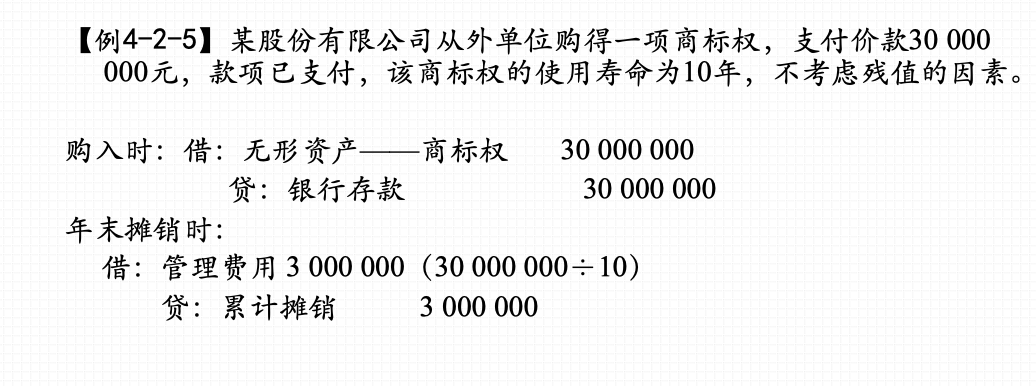 【例4-2-5】某股份有限公司从外单位购得一项商标权，支付价款30 000
000元，款项已支付，该商标权的使用寿命为10年，不考虑残值的因素。
购入时：借：无形资产——商标权 30 000 000
贷：银行存款 30 000 000
年末摊销时：
借：管理费用 3 000 000（30 000 000÷10）
贷：累计摊销 3 000 000